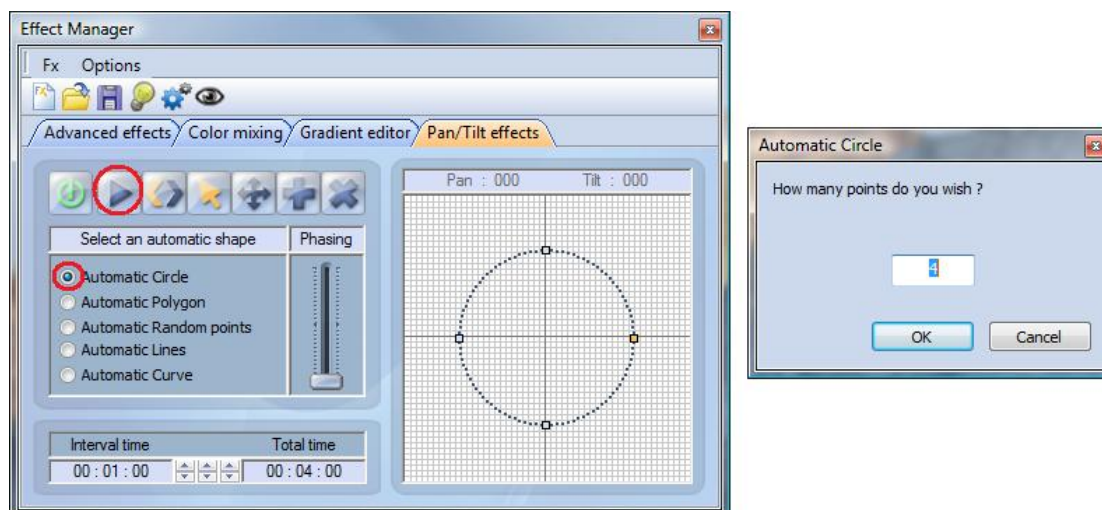 Effect Manager
Fx Options
Advanced effects Color mixing Gradient editor Pan/Tilt effects
Pan : 000 Tilt : 000
Select an automatic shape Phasing
Automatic Circle
Automatic Polygon
Automatic Random points
Automatic Lines
Automatic Curve
Interval time Total time
00 : 01 : 00 00 : 04 : 00
Automatic Circle
How many points do you wish ?
4
OK Cancel